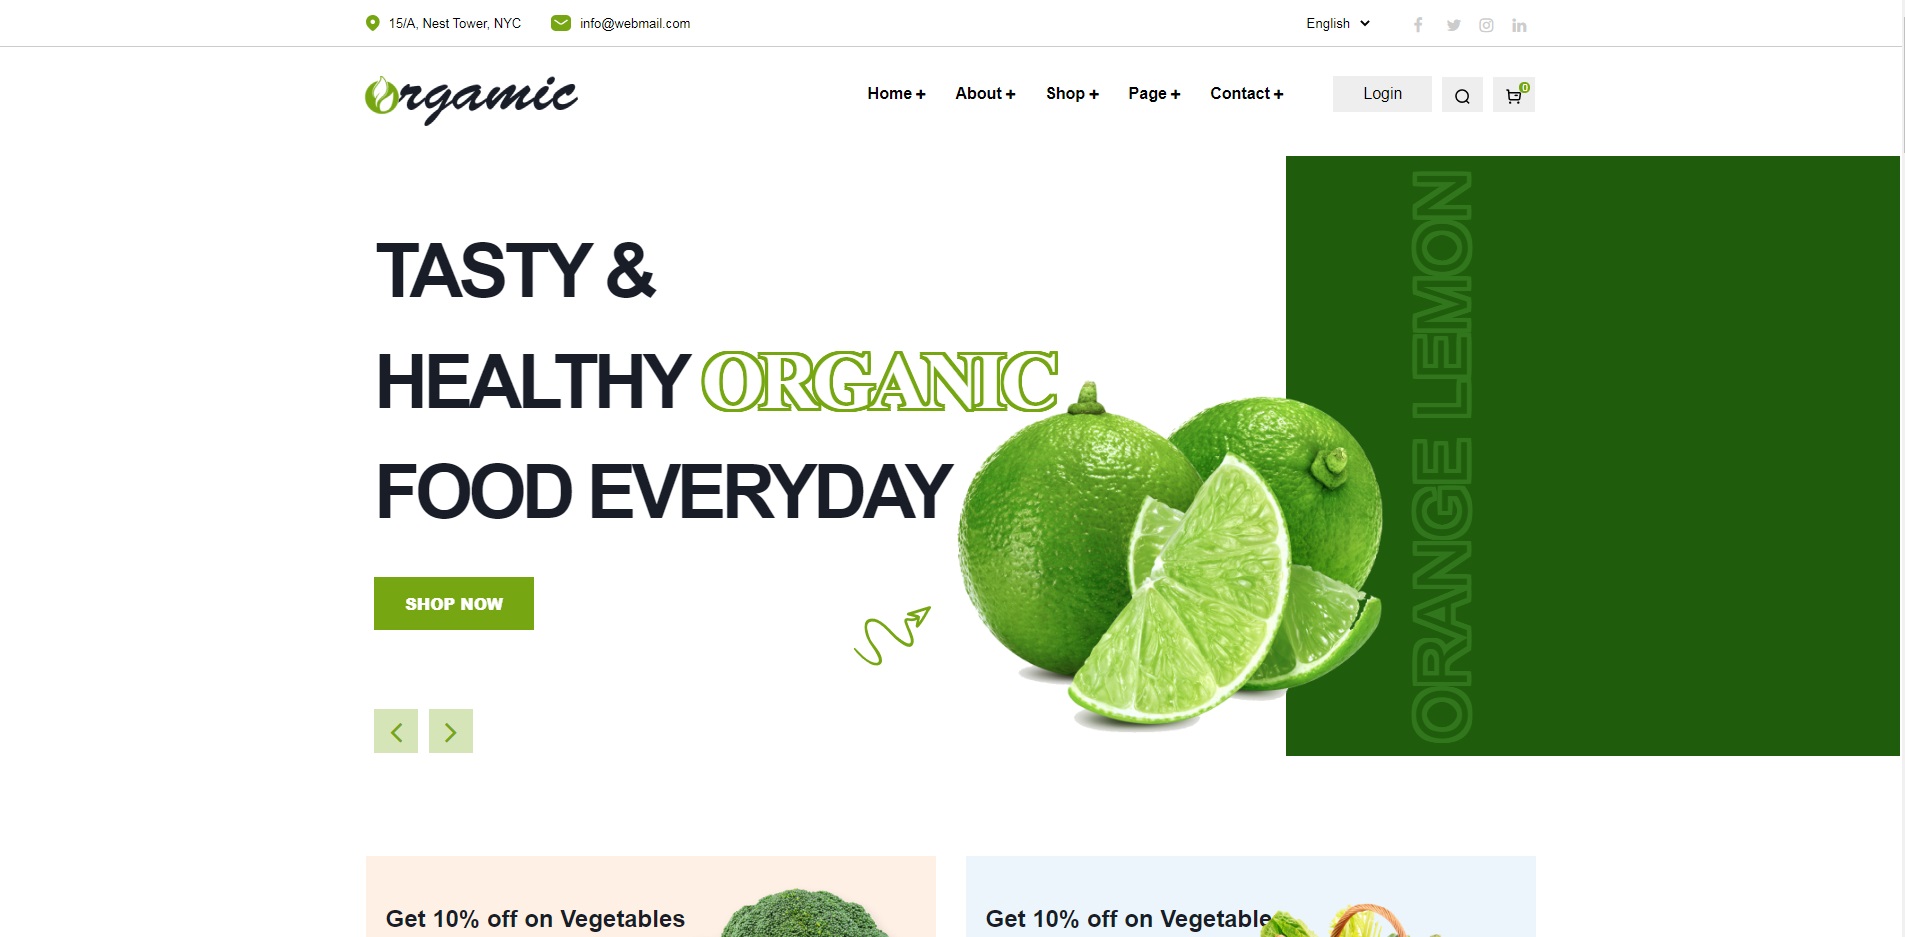 15/A, Nest Tower, NYC
info@webmail.com
English
Orgamic
Home +
About +
Shop +
Page +
Contact +
Login
0
TASTY &
HEALTHY ORGANIC
FOOD EVERYDAY
SHOP NOW
ORANGE LEMON
Get 10% off on Vegetables
Get 10% off on Vegetable